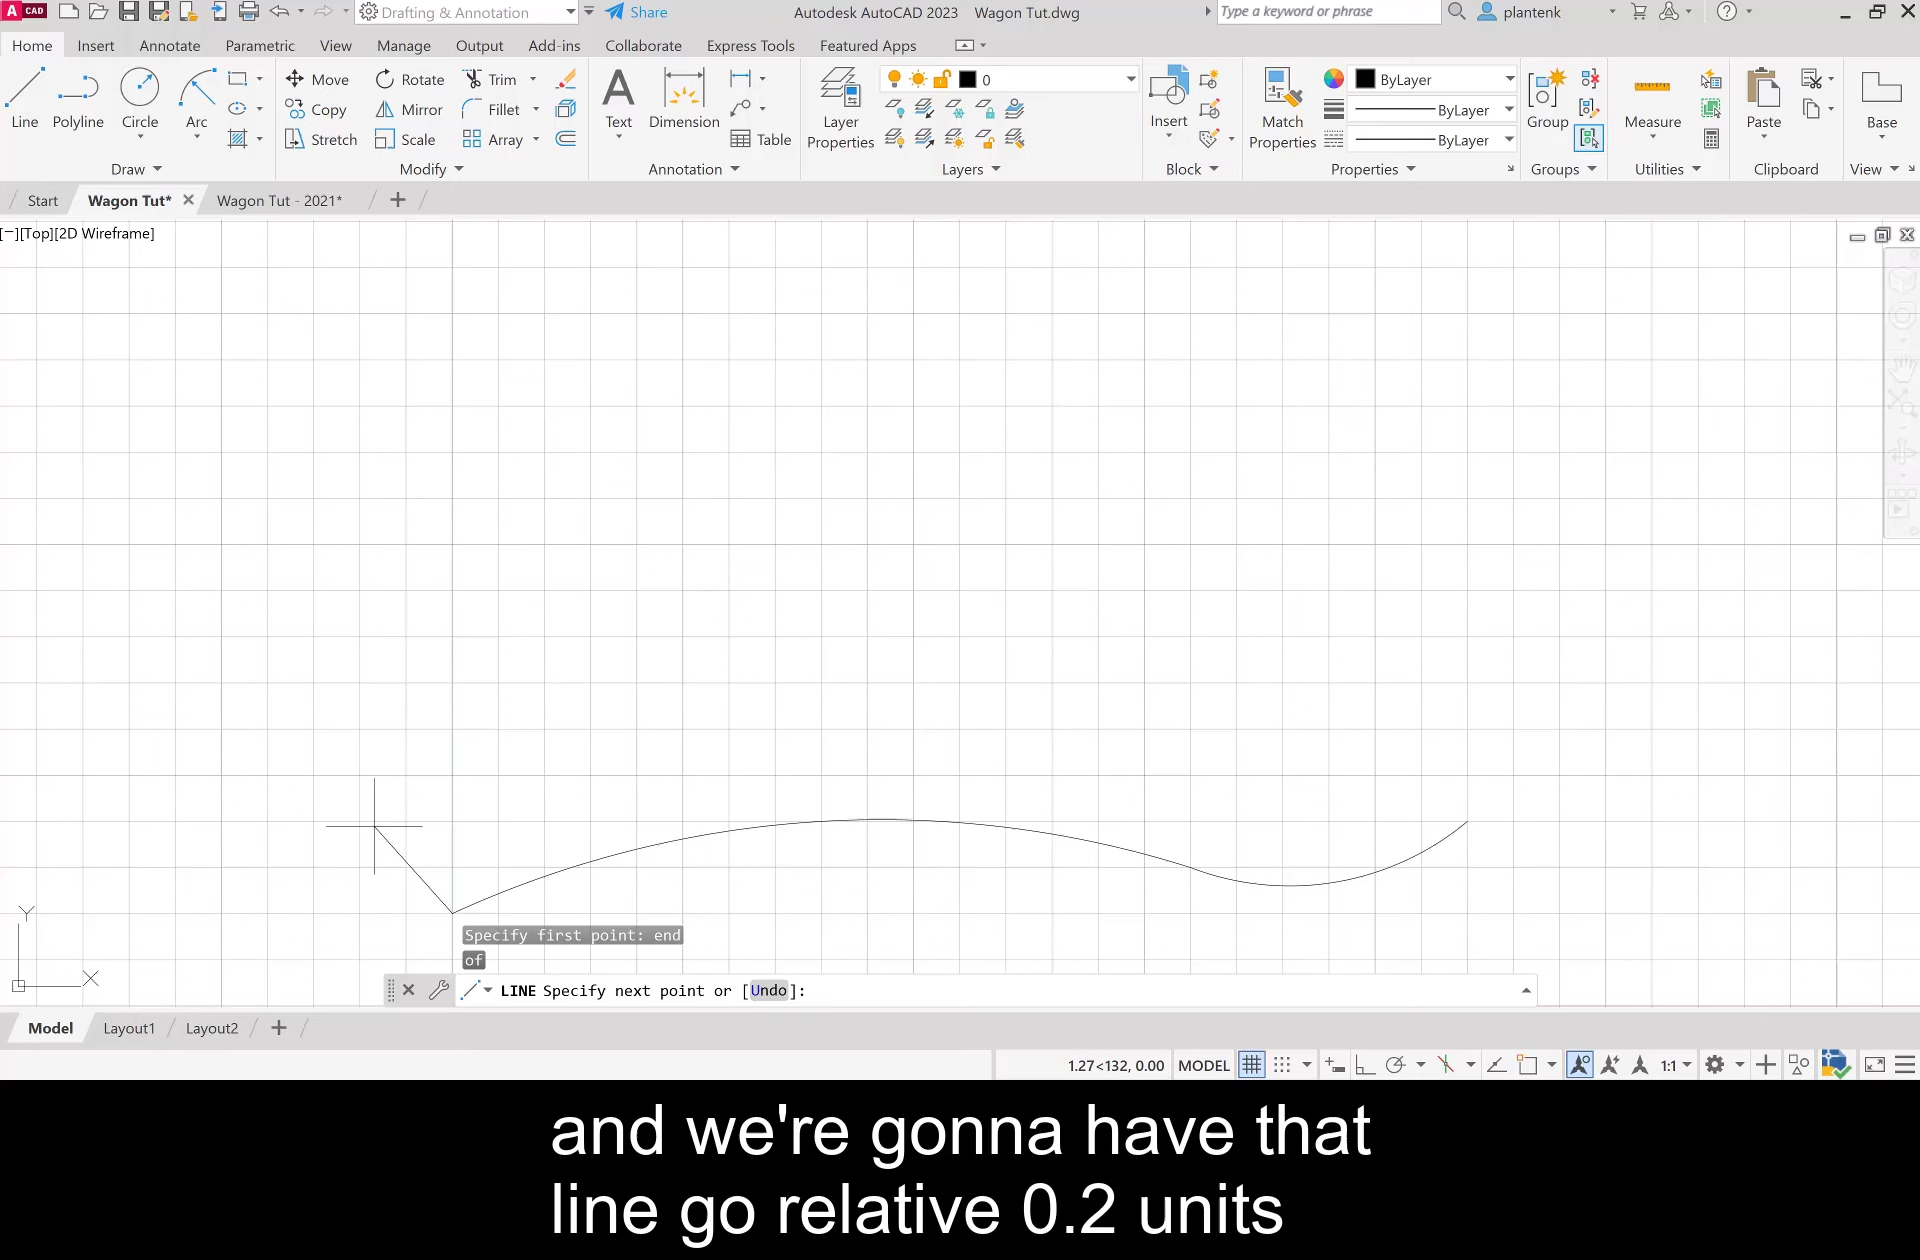 A CAD Drafting & Annotation Share Autodesk AutoCAD 2023 Wagon Tut.dwg Type a keyword or phrase plantenk
Home Insert Annotate Parametric View Manage Output Add-ins Collaborate Express Tools Featured Apps
Move Rotate Trim 0 ByLayer
Copy Mirror Fillet ByLayer
Line Polyline Circle Arc Text Dimension Layer Insert Match Group Measure Paste Base
Stretch Scale Array Table Properties Properties ByLayer
Draw Modify Annotation Layers Block Properties Groups Utilities Clipboard View
Start Wagon Tut* Wagon Tut - 2021*
[−][Top][2D Wireframe]
Y
X
Specify first point: end
of
LINE Specify next point or [Undo]:
Model Layout1 Layout2
1.27<132, 0.00 MODEL 1:1
and we're gonna have that
line go relative 0.2 units